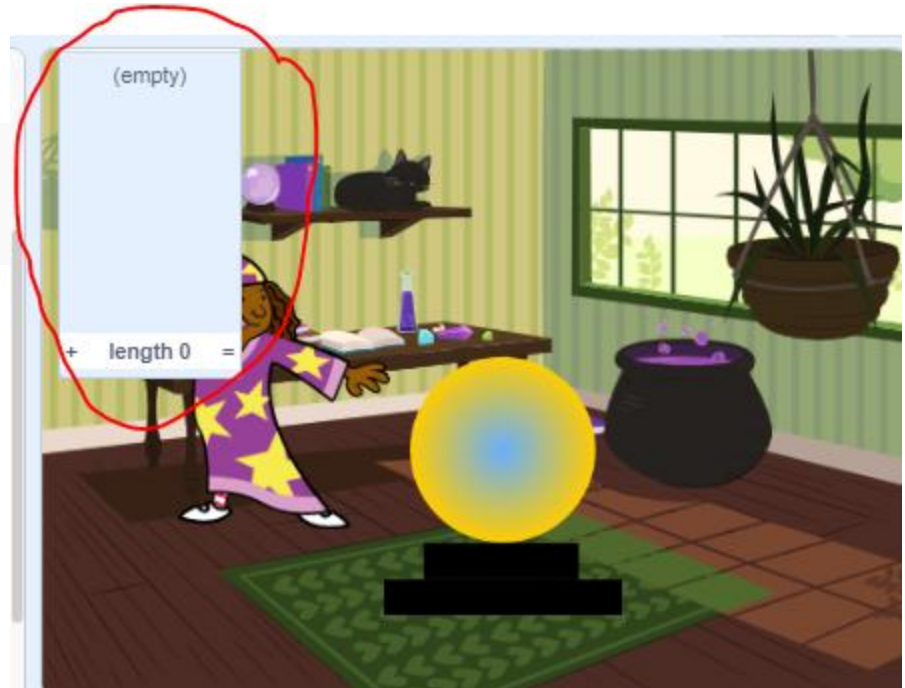 (empty)
+ length 0 =